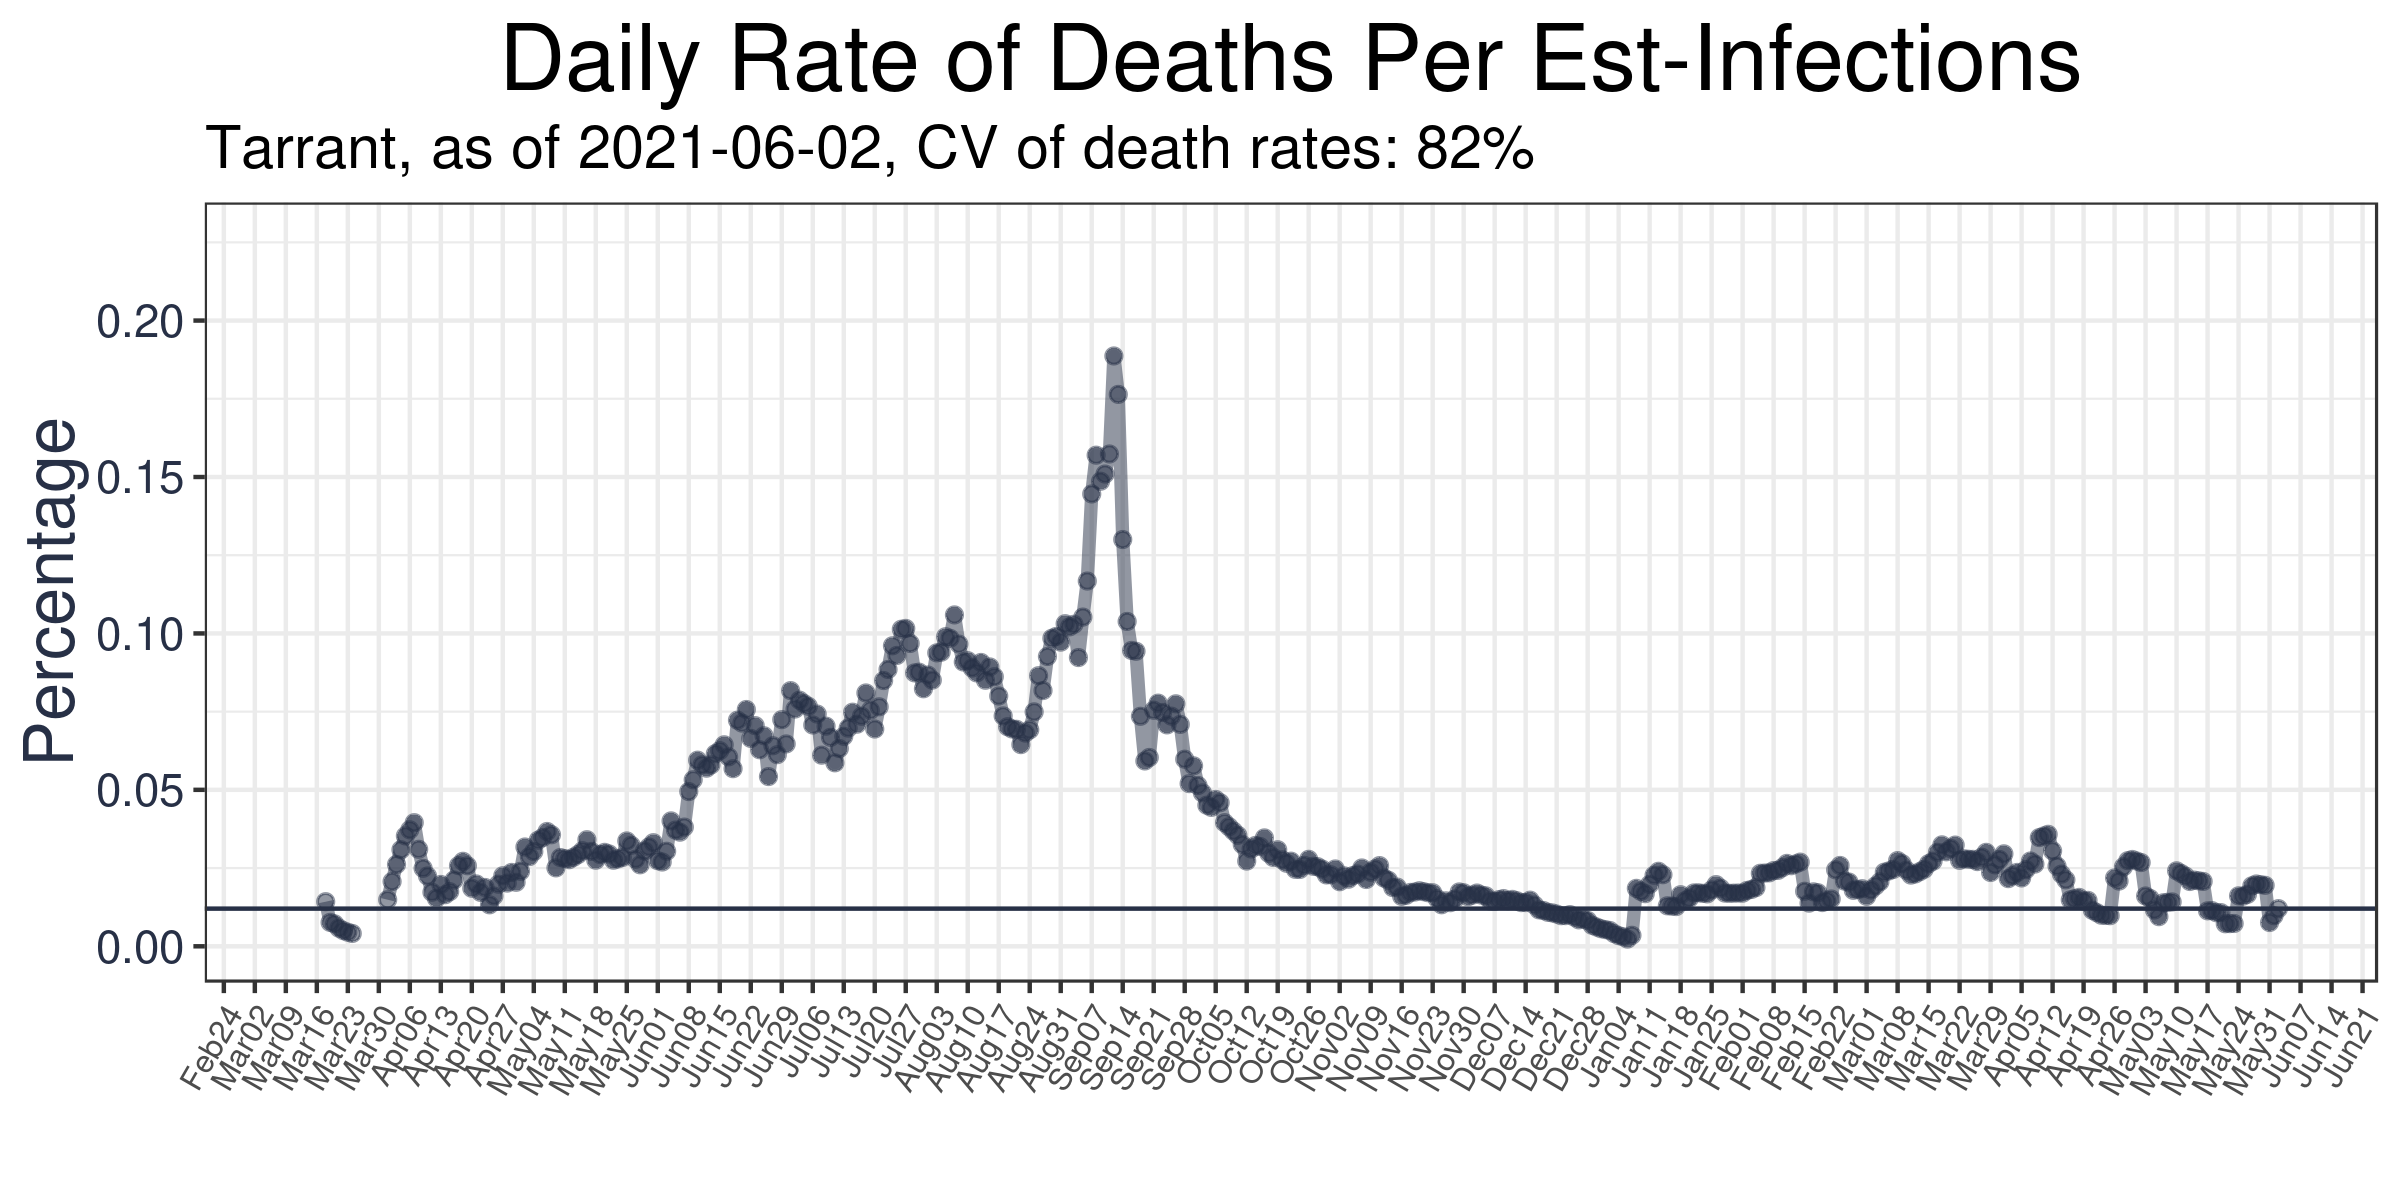 Daily Rate of Deaths Per Est-Infections
Tarrant, as of 2021-06-02, CV of death rates: 82%
Percentage
0.20
0.15
0.10
0.05
0.00
Feb24
Mar02
Mar09
Mar16
Mar23
Mar30
Apr06
Apr13
Apr20
Apr27
May04
May11
May18
May25
Jun01
Jun08
Jun15
Jun22
Jun29
Jul06
Jul13
Jul20
Jul27
Aug03
Aug10
Aug17
Aug24
Aug31
Sep07
Sep14
Sep21
Sep28
Oct05
Oct12
Oct19
Oct26
Nov02
Nov09
Nov16
Nov23
Nov30
Dec07
Dec14
Dec21
Dec28
Jan04
Jan11
Jan18
Jan25
Feb01
Feb08
Feb15
Feb22
Mar01
Mar08
Mar15
Mar22
Mar29
Apr05
Apr12
Apr19
Apr26
May03
May10
May17
May24
May31
Jun07
Jun14
Jun21